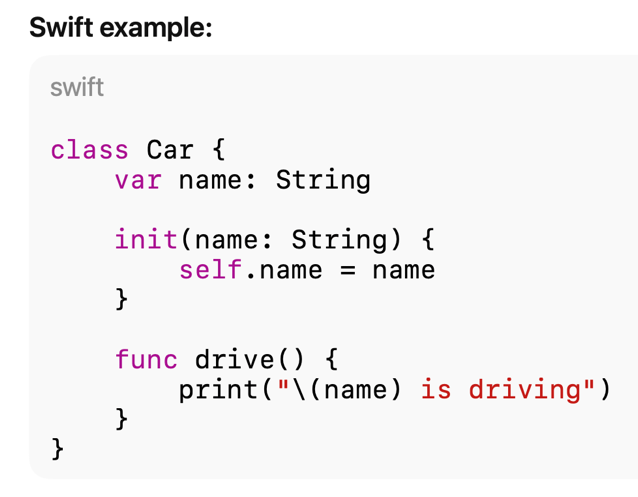 Swift example:
swift
class Car {
    var name: String
    init(name: String) {
        self.name = name
    }
    func drive() {
        print("\(name) is driving")
    }
}